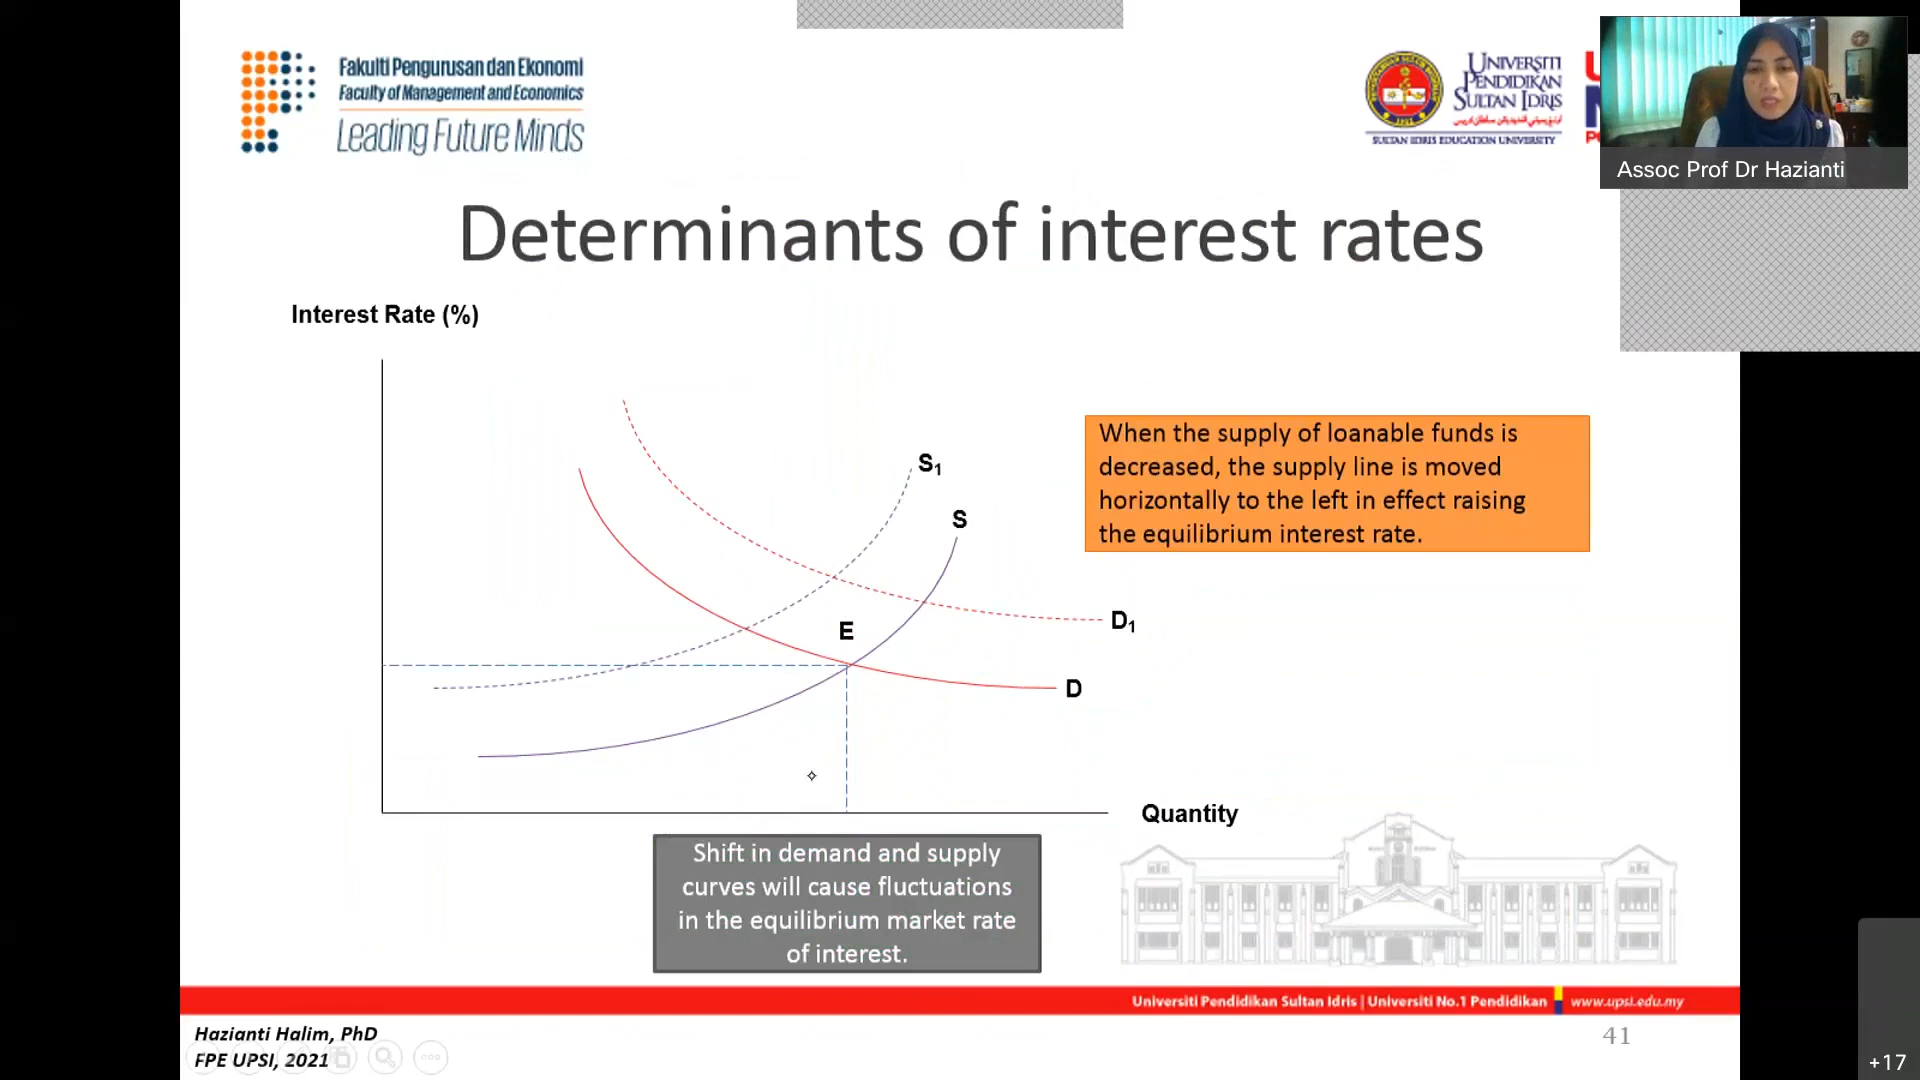 Fakulti Pengurusan dan Ekonomi
Faculty of Management and Economics
Leading Future Minds
UNIVERSITI
PENDIDIKAN
SULTAN IDRIS
SULTAN IDRIS EDUCATION UNIVERSITY
Assoc Prof Dr Hazianti
Determinants of interest rates
Interest Rate (%)
S₁
S
When the supply of loanable funds is
decreased, the supply line is moved
horizontally to the left in effect raising
the equilibrium interest rate.
E
D₁
D
Quantity
Shift in demand and supply
curves will cause fluctuations
in the equilibrium market rate
of interest.
Universiti Pendidikan Sultan Idris | Universiti No.1 Pendidikan
www.upsi.edu.my
Hazianti Halim, PhD
FPE UPSI, 2021
41
+17